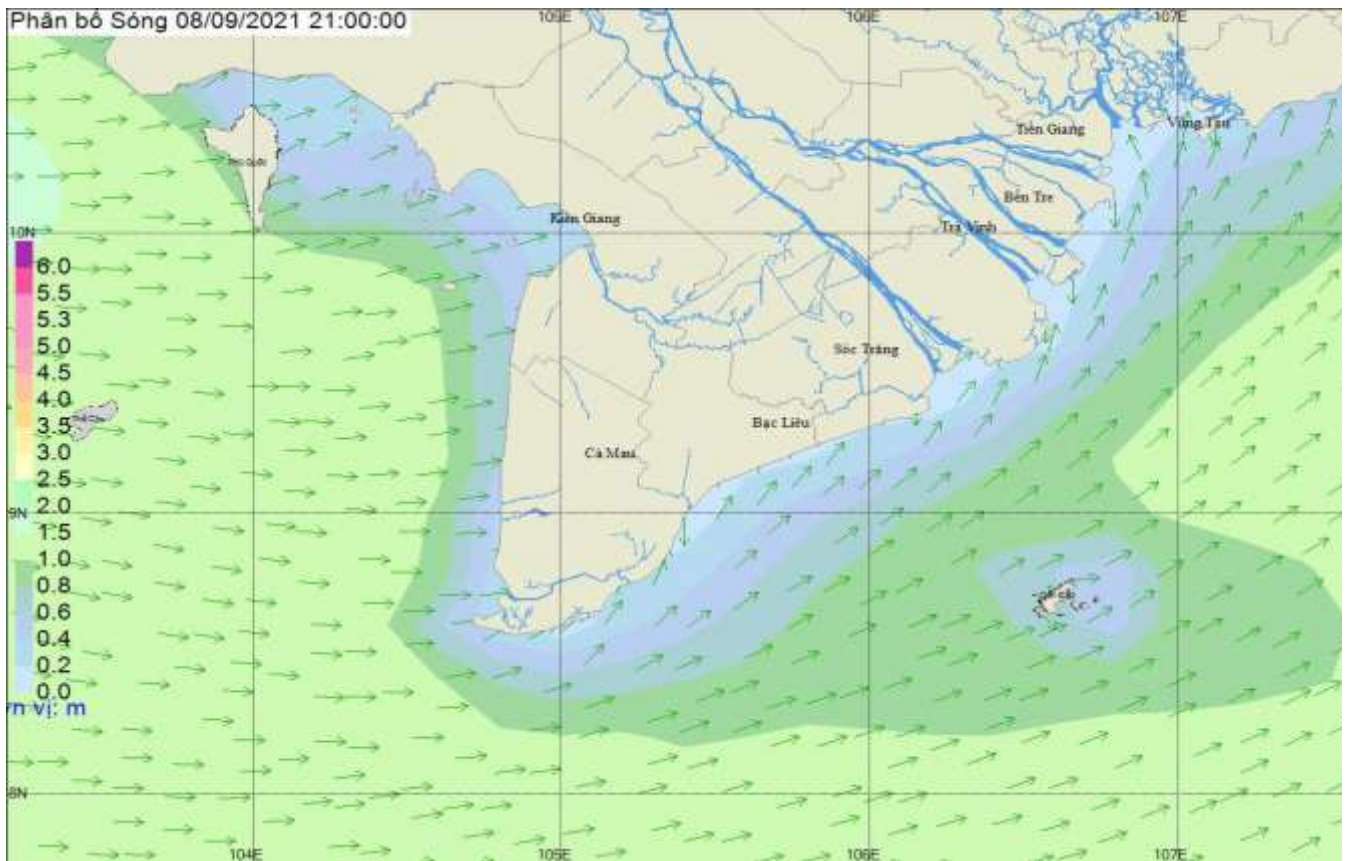 Phân bố Sóng 08/09/2021 21:00:00
105E
106E
107E
Vũng Tàu
Tiền Giang
Bến Tre
Kiên Giang
Trà Vinh
10N
6.0
5.5
5.3
5.0
4.5
4.0
3.5
3.0
2.5
2.0
1.5
1.0
0.8
0.6
0.4
0.2
0.0
Sóc Trăng
Bạc Liêu
Cà Mau
9N
vị: m
8N
104E
105E
106E
107E